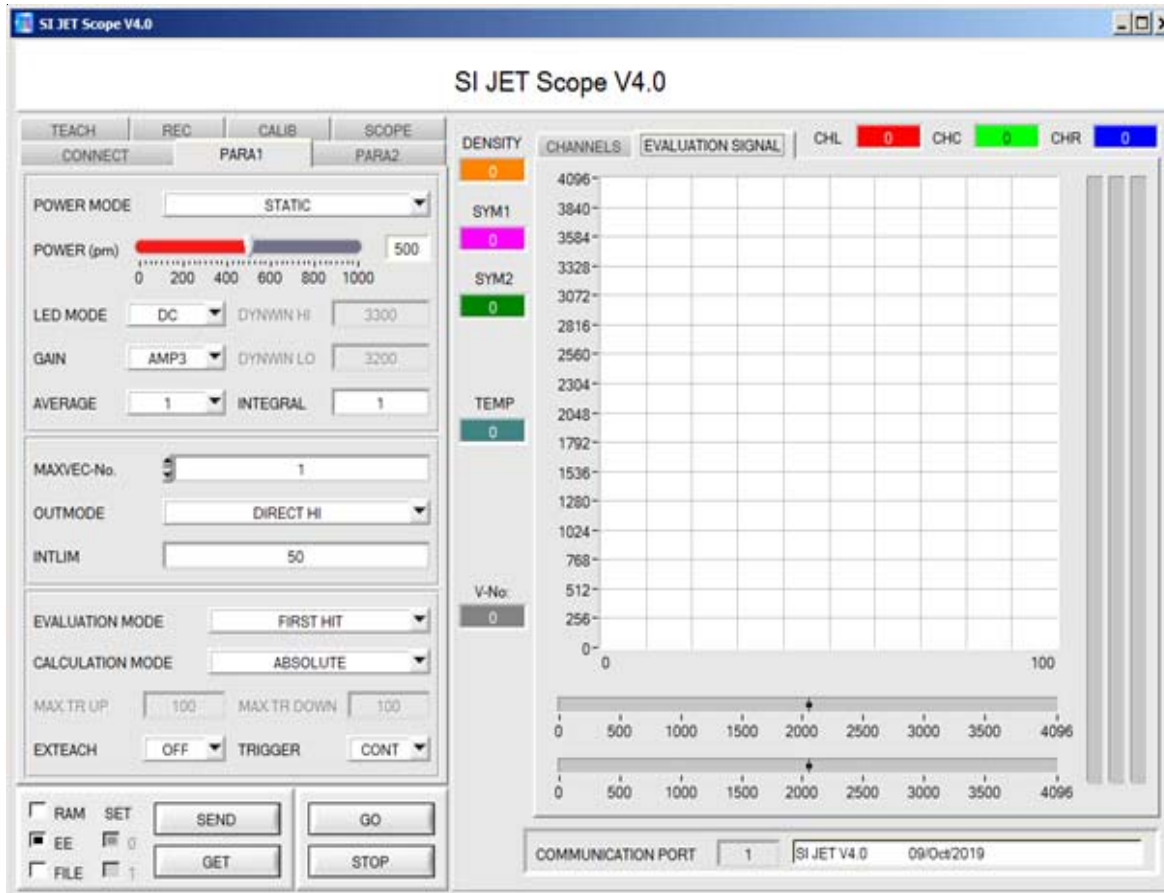 SI JET Scope V4.0
SI JET Scope V4.0
TEACH REC CALIB SCOPE
CONNECT PARA1 PARA2
POWER MODE STATIC
POWER (pm) 500
0 200 400 600 800 1000
LED MODE DC DYNWIN HI 3300
GAIN AMP3 DYNWIN LO 3200
AVERAGE 1 INTEGRAL 1
MAXVEC-No. 1
OUTMODE DIRECT HI
INTLIM 50
EVALUATION MODE FIRST HIT
CALCULATION MODE ABSOLUTE
MAX TR UP 100 MAX TR DOWN 100
EXTEACH OFF TRIGGER CONT
RAM SET
EE 0
FILE 1
SEND
GET
GO
STOP
DENSITY
0
SYM1
0
SYM2
0
TEMP
0
V-No:
0
CHANNELS EVALUATION SIGNAL CHL 0 CHC 0 CHR 0
4096
3840
3584
3328
3072
2816
2560
2304
2048
1792
1536
1280
1024
768
512
256
0
0 100
0 500 1000 1500 2000 2500 3000 3500 4096
0 500 1000 1500 2000 2500 3000 3500 4096
COMMUNICATION PORT 1 SI JET V4.0 09/Oct/2019